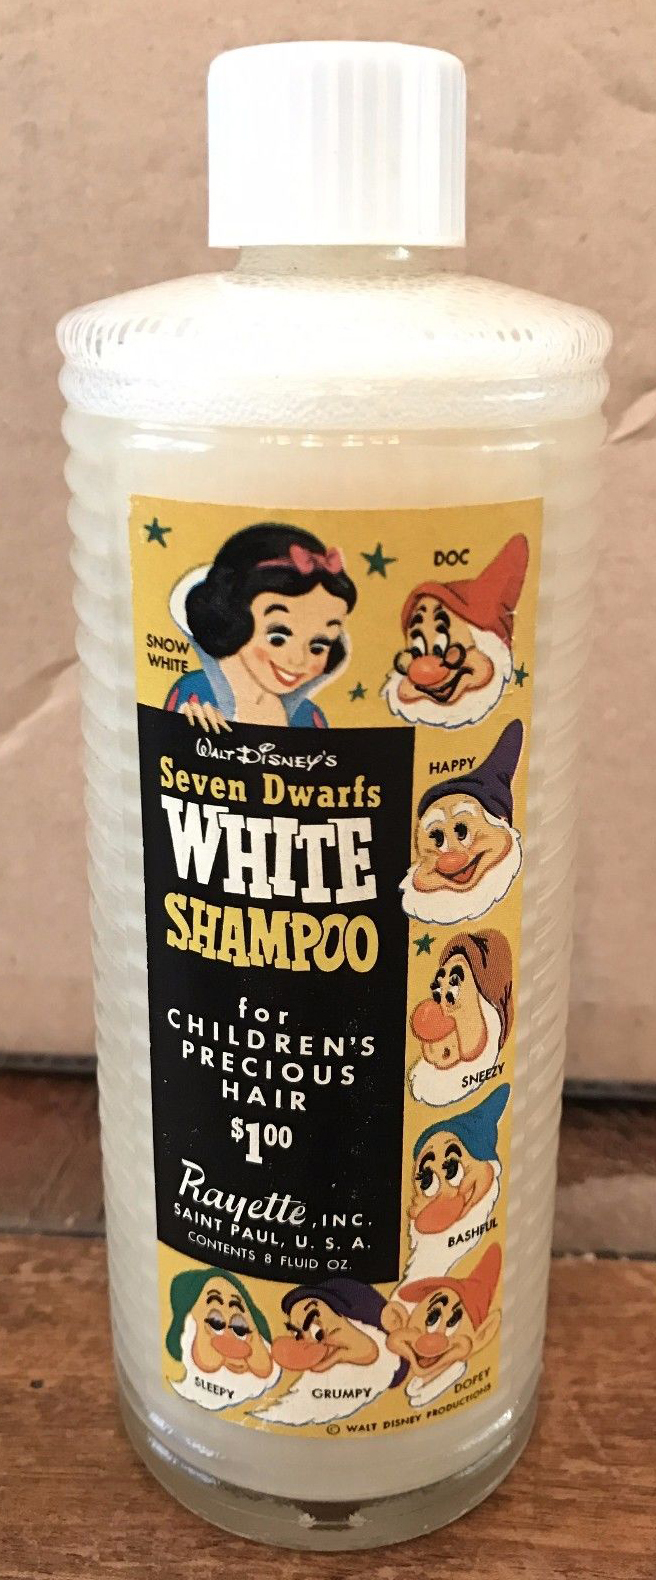 SNOW
WHITE
DOC
HAPPY
WALT DISNEY'S
Seven Dwarfs
WHITE
SHAMPOO
for
CHILDREN'S
PRECIOUS
HAIR
$1.00
Rayette, INC.
SAINT PAUL, U. S. A.
CONTENTS 8 FLUID OZ.
SNEEZY
BASHFUL
SLEEPY
GRUMPY
DOPEY
© WALT DISNEY PRODUCTIONS